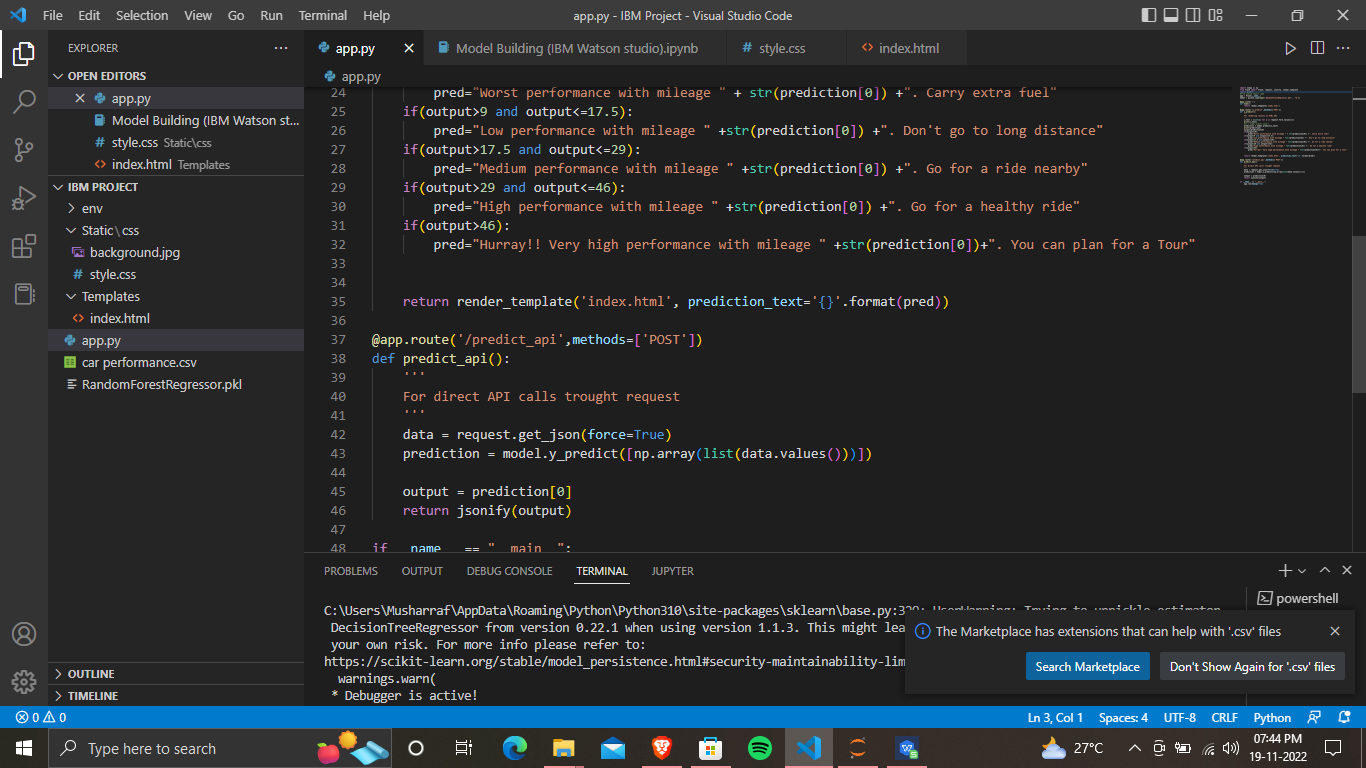 File Edit Selection View Go Run Terminal Help
app.py - IBM Project - Visual Studio Code
EXPLORER
OPEN EDITORS
app.py
Model Building (IBM Watson st...
style.css Static\css
index.html Templates
IBM PROJECT
env
Static\css
background.jpg
style.css
Templates
index.html
app.py
car performance.csv
RandomForestRegressor.pkl
OUTLINE
TIMELINE
app.py
Model Building (IBM Watson studio).ipynb
style.css
index.html
app.py
24 pred="Worst performance with mileage " + str(prediction[0]) +". Carry extra fuel"
25 if(output>9 and output<=17.5):
26 pred="Low performance with mileage " +str(prediction[0]) +". Don't go to long distance"
27 if(output>17.5 and output<=29):
28 pred="Medium performance with mileage " +str(prediction[0]) +". Go for a ride nearby"
29 if(output>29 and output<=46):
30 pred="High performance with mileage " +str(prediction[0]) +". Go for a healthy ride"
31 if(output>46):
32 pred="Hurray!! Very high performance with mileage " +str(prediction[0])+". You can plan for a Tour"
33
34
35 return render_template('index.html', prediction_text='{}'.format(pred))
36
37 @app.route('/predict_api',methods=['POST'])
38 def predict_api():
39 '''
40 For direct API calls trought request
41 '''
42 data = request.get_json(force=True)
43 prediction = model.y_predict([np.array(list(data.values()))])
44
45 output = prediction[0]
46 return jsonify(output)
47
48 if __name__ == "__main__":
PROBLEMS OUTPUT DEBUG CONSOLE TERMINAL JUPYTER
powershell
C:\Users\Musharraf\AppData\Roaming\Python\Python310\site-packages\sklearn\base.py:329: UserWarning: Trying to unpickle estimator
DecisionTreeRegressor from version 0.22.1 when using version 1.1.3. This might lea
your own risk. For more info please refer to:
https://scikit-learn.org/stable/model_persistence.html#security-maintainability-lim
warnings.warn(
* Debugger is active!
The Marketplace has extensions that can help with '.csv' files
Search Marketplace
Don't Show Again for '.csv' files
0 0
Ln 3, Col 1 Spaces: 4 UTF-8 CRLF Python
Type here to search
27°C
07:44 PM
19-11-2022